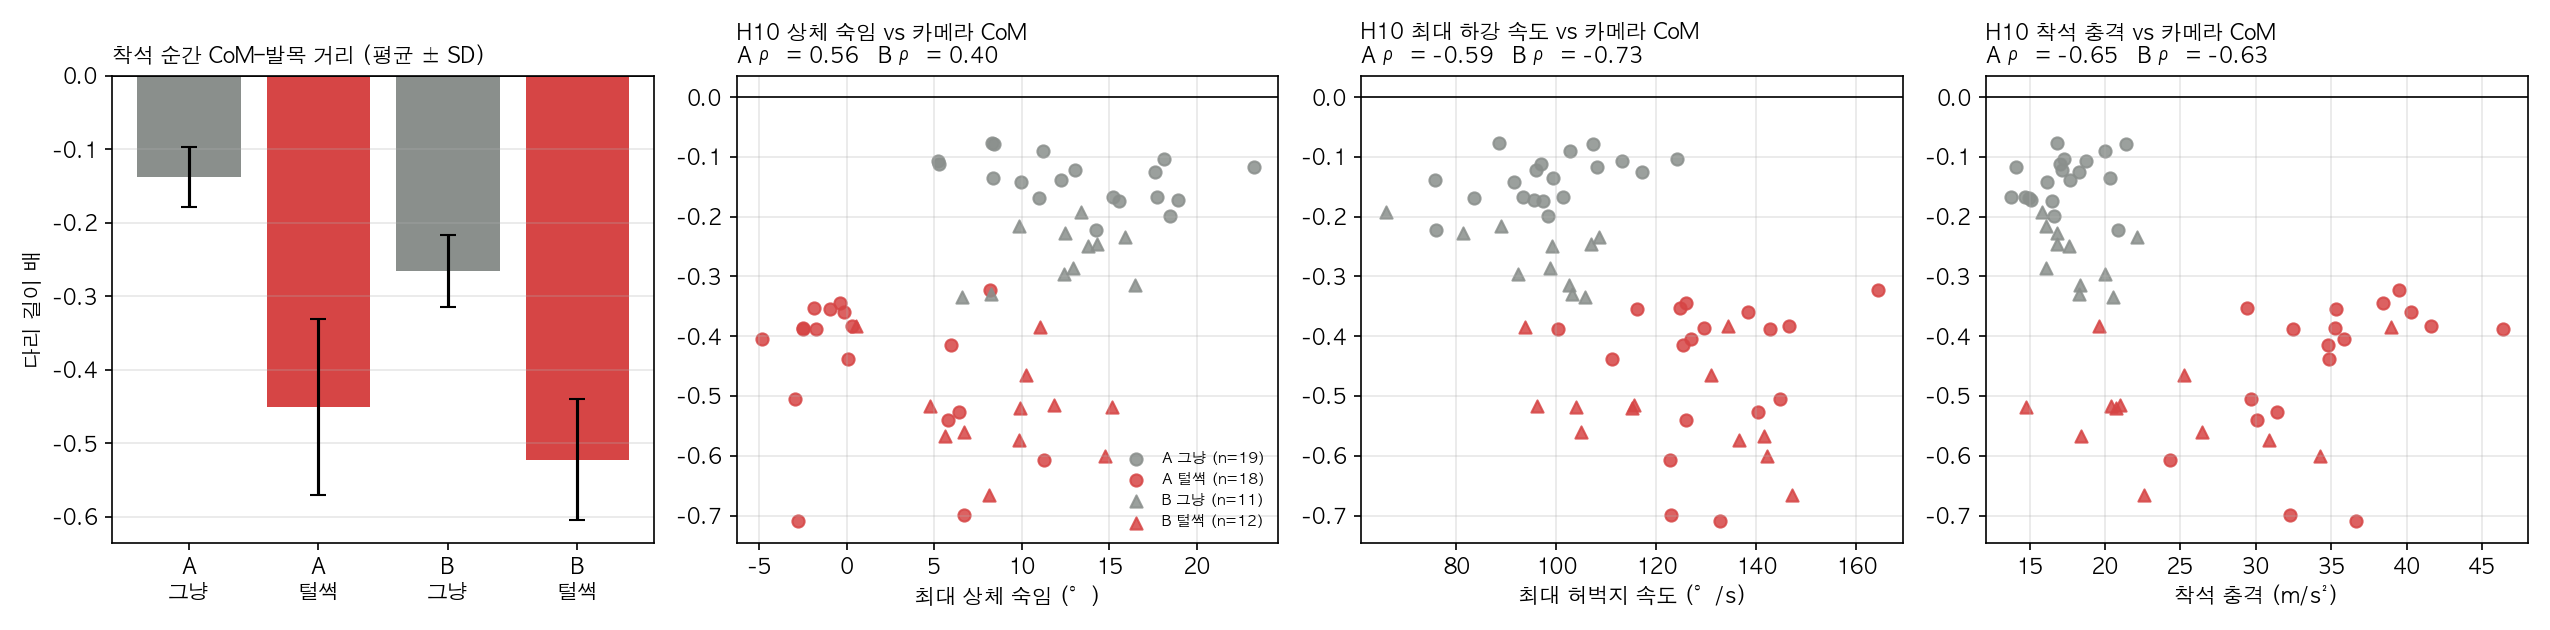 착석 순간 CoM-발목 거리 (평균 ± SD)
0.0
-0.1
-0.2
-0.3
-0.4
-0.5
-0.6
다리 길이 배
A
그냥
A
털썩
B
그냥
B
털썩
H10 상체 숙임 vs 카메라 CoM
A ρ = 0.56 B ρ = 0.40
0.0
-0.1
-0.2
-0.3
-0.4
-0.5
-0.6
-0.7
A 그냥 (n=19)
A 털썩 (n=18)
B 그냥 (n=11)
B 털썩 (n=12)
-5 0 5 10 15 20
최대 상체 숙임 (° )
H10 최대 하강 속도 vs 카메라 CoM
A ρ = -0.59 B ρ = -0.73
0.0
-0.1
-0.2
-0.3
-0.4
-0.5
-0.6
-0.7
80 100 120 140 160
최대 허벅지 속도 (° /s)
H10 착석 충격 vs 카메라 CoM
A ρ = -0.65 B ρ = -0.63
0.0
-0.1
-0.2
-0.3
-0.4
-0.5
-0.6
-0.7
15 20 25 30 35 40 45
착석 충격 (m/s²)